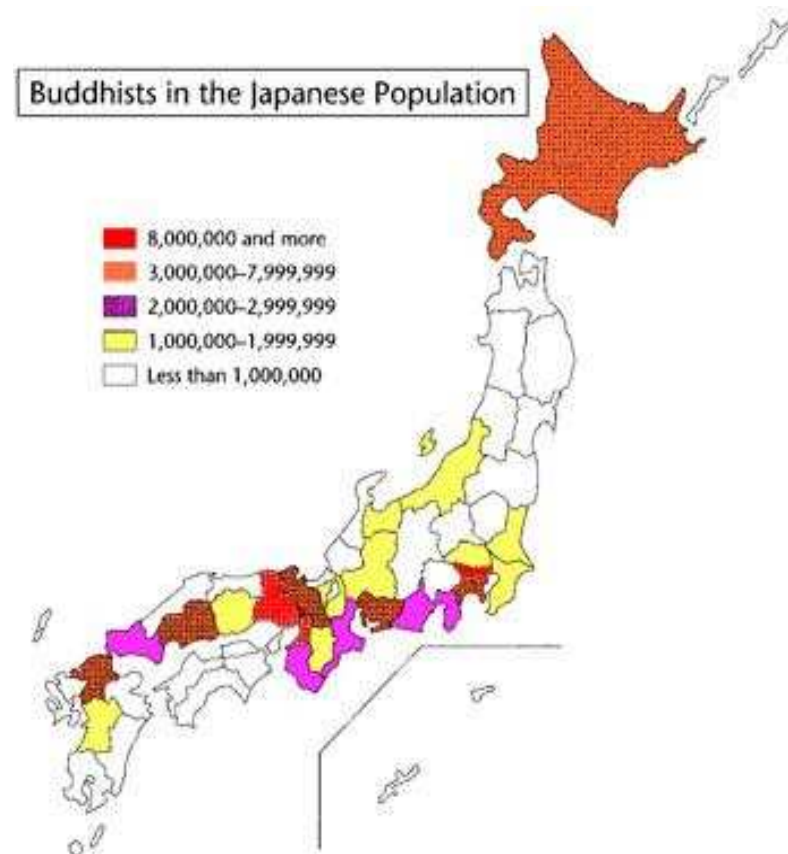 Buddhists in the Japanese Population
8,000,000 and more
3,000,000–7,999,999
2,000,000–2,999,999
1,000,000–1,999,999
Less than 1,000,000